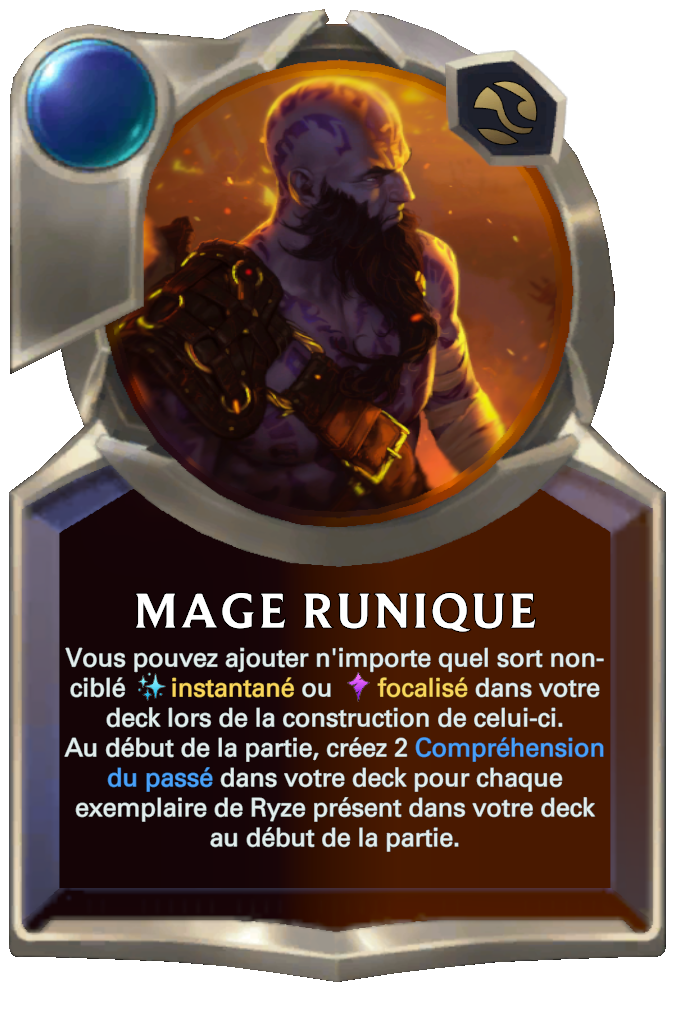 MAGE RUNIQUE
Vous pouvez ajouter n'importe quel sort non-
ciblé instantané ou focalisé dans votre
deck lors de la construction de celui-ci.
Au début de la partie, créez 2 Compréhension
du passé dans votre deck pour chaque
exemplaire de Ryze présent dans votre deck
au début de la partie.